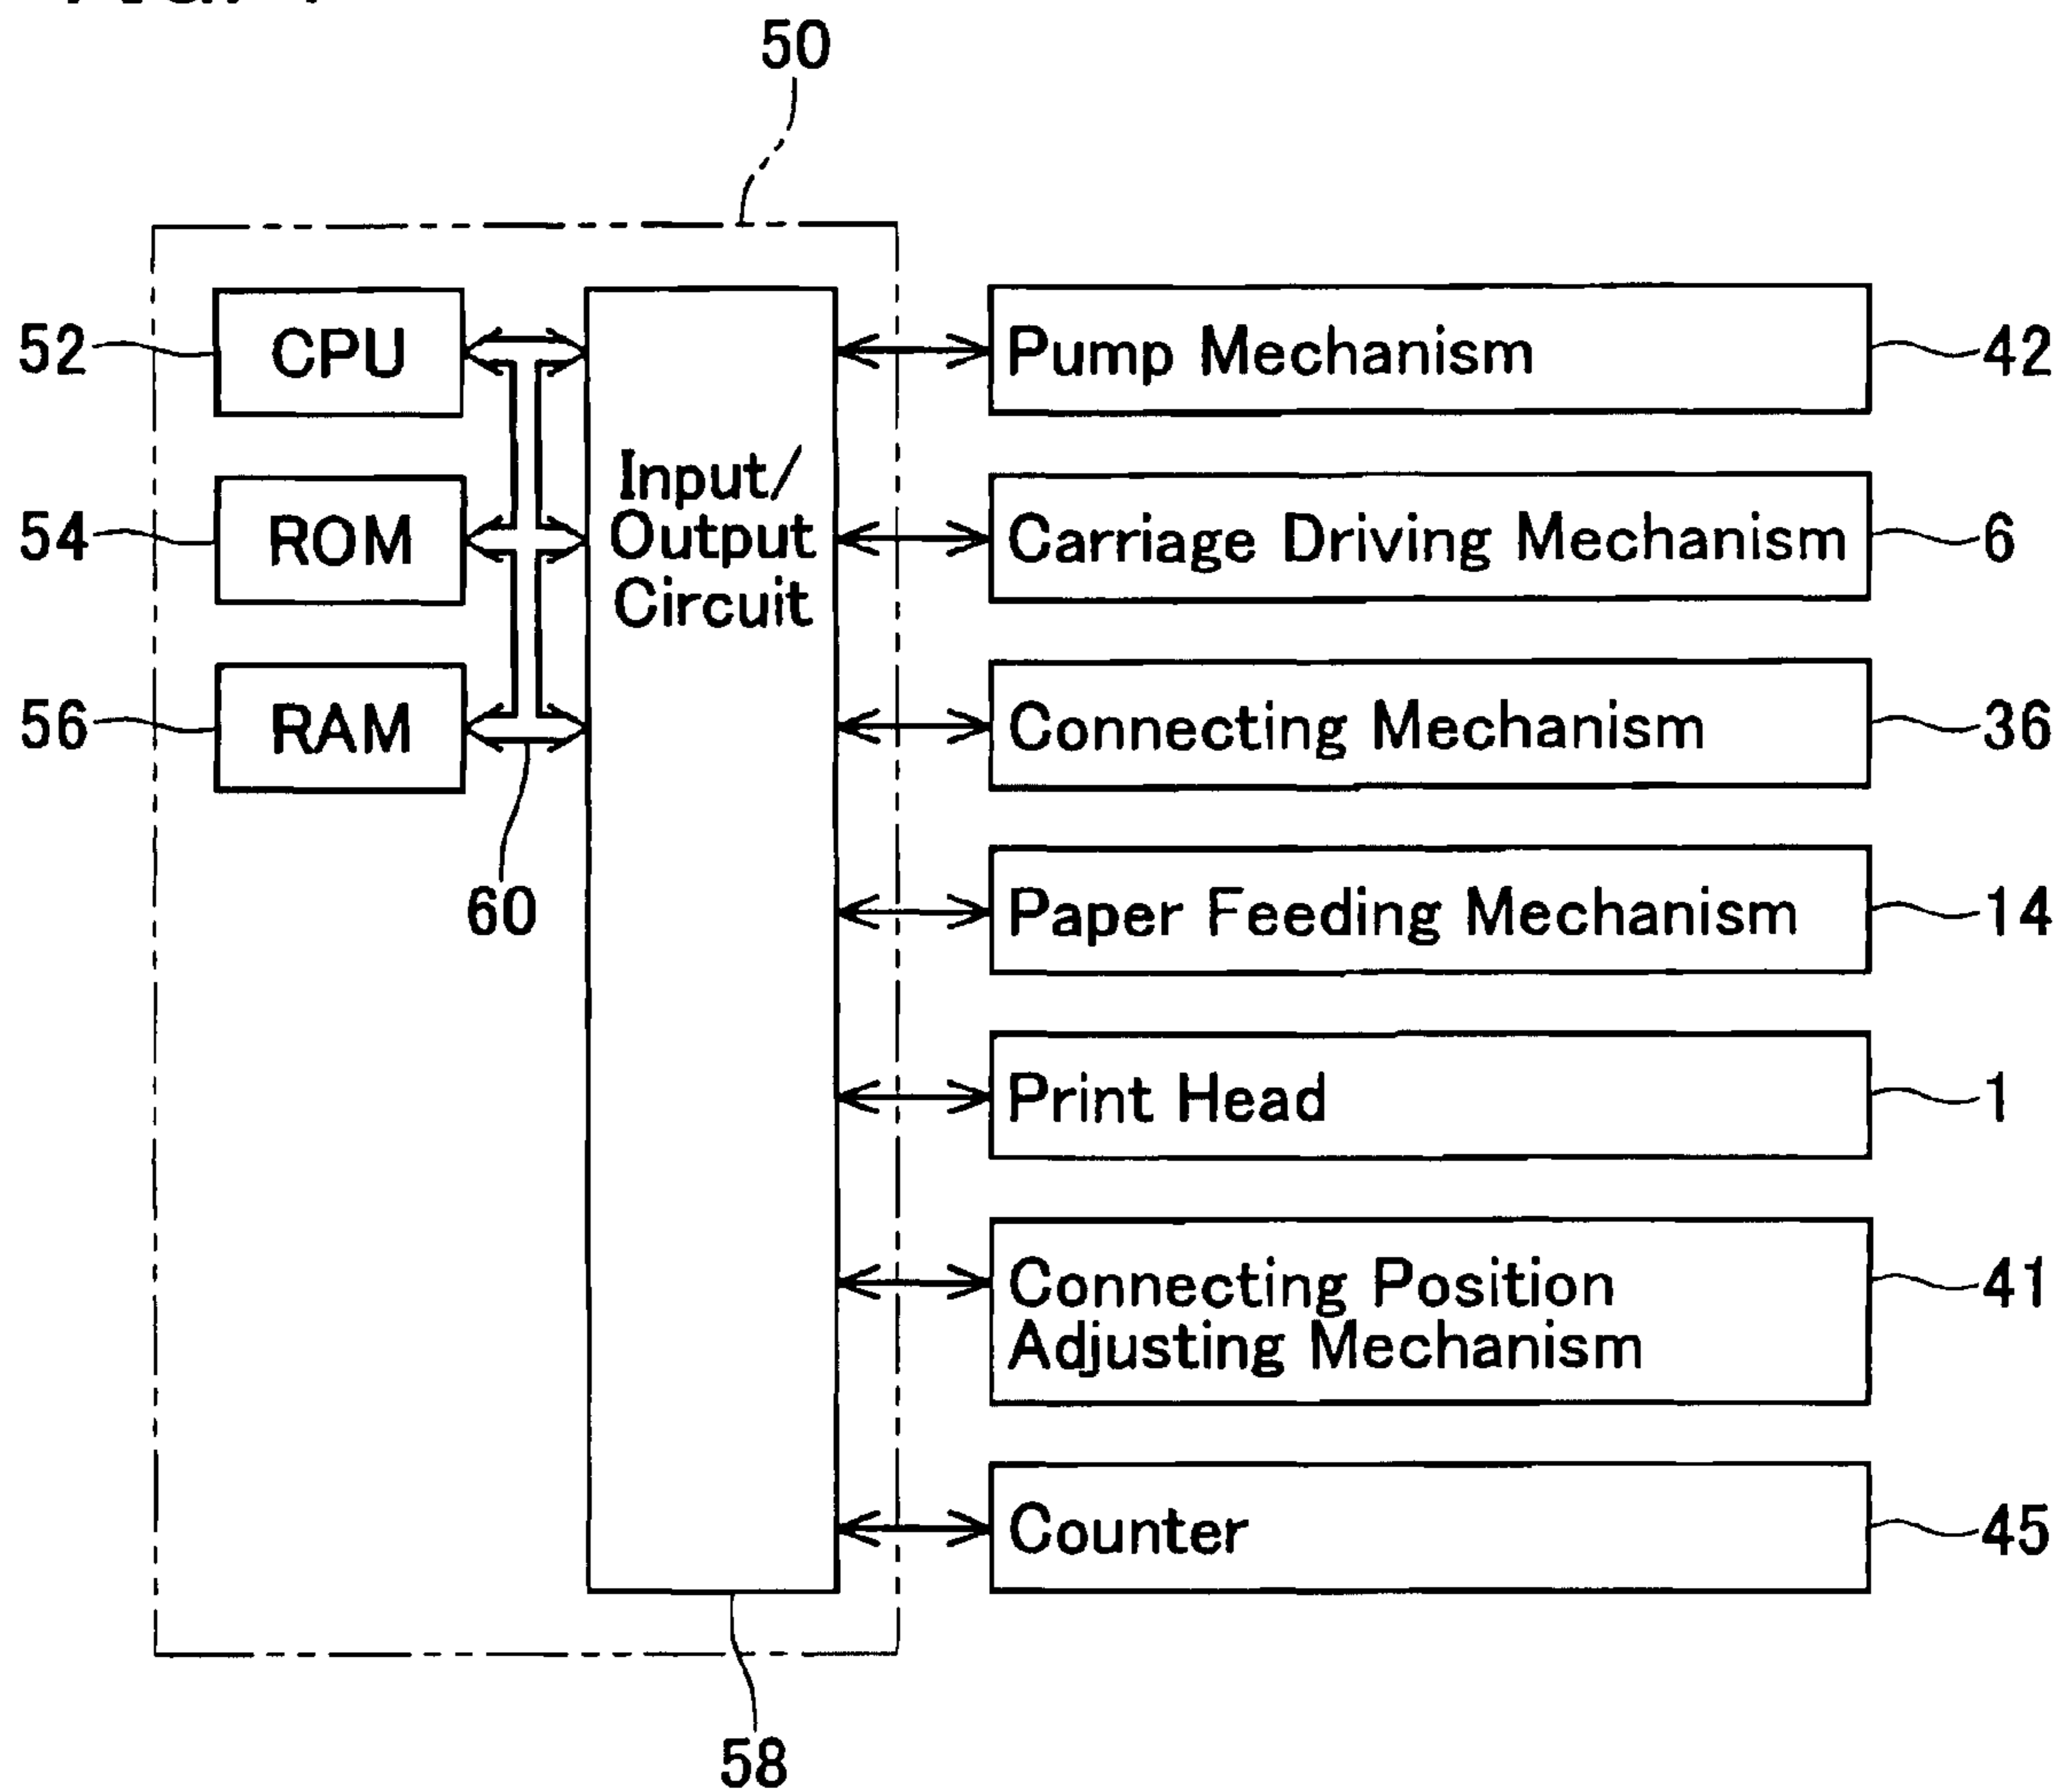 50
52
CPU
54
ROM
56
RAM
60
Input/
Output
Circuit
58
Pump Mechanism
42
Carriage Driving Mechanism
6
Connecting Mechanism
36
Paper Feeding Mechanism
14
Print Head
1
Connecting Position
Adjusting Mechanism
41
Counter
45